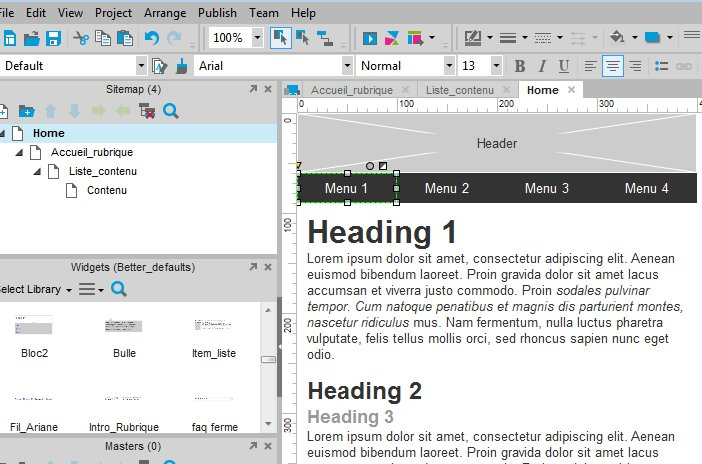 File Edit View Project Arrange Publish Team Help
100%
Default Arial Normal 13 B I U
Sitemap (4)
Home
Accueil_rubrique
Liste_contenu
Contenu
Widgets (Better_defaults)
Select Library
Bloc2 Bulle Item_liste
Fil_Ariane Intro_Rubrique faq ferme
Masters (0)
Accueil_rubrique Liste_contenu Home
0 100 200 300
0
100
200
300
Header
Menu 1 Menu 2 Menu 3 Menu 4
Heading 1
Lorem ipsum dolor sit amet, consectetur adipiscing elit. Aenean
euismod bibendum laoreet. Proin gravida dolor sit amet lacus
accumsan et viverra justo commodo. Proin sodales pulvinar
tempor. Cum natoque penatibus et magnis dis parturient montes,
nascetur ridiculus mus. Nam fermentum, nulla luctus pharetra
vulputate, felis tellus mollis orci, sed rhoncus sapien nunc eget
odio.
Heading 2
Heading 3
Lorem ipsum dolor sit amet, consectetur adipiscing elit. Aenean